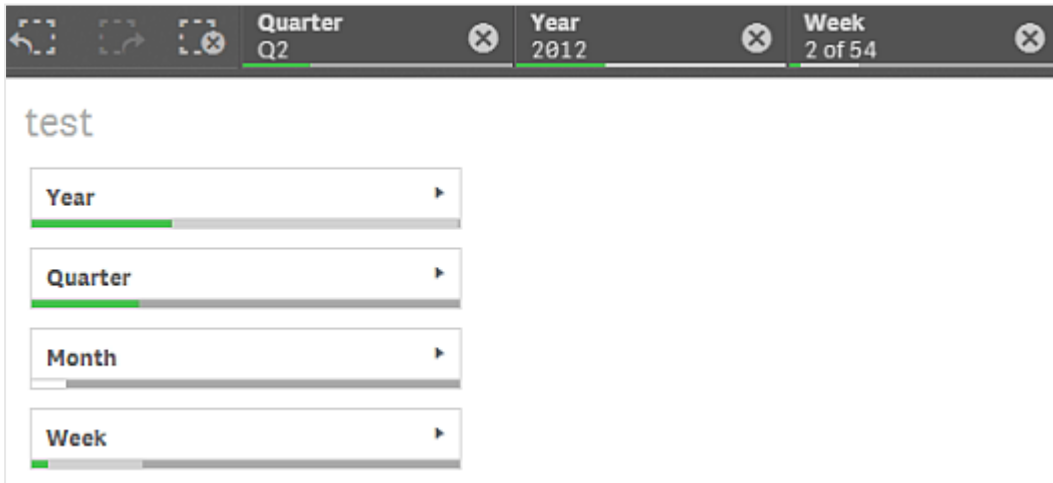 Quarter
Q2
Year
2012
Week
2 of 54
test
Year
Quarter
Month
Week